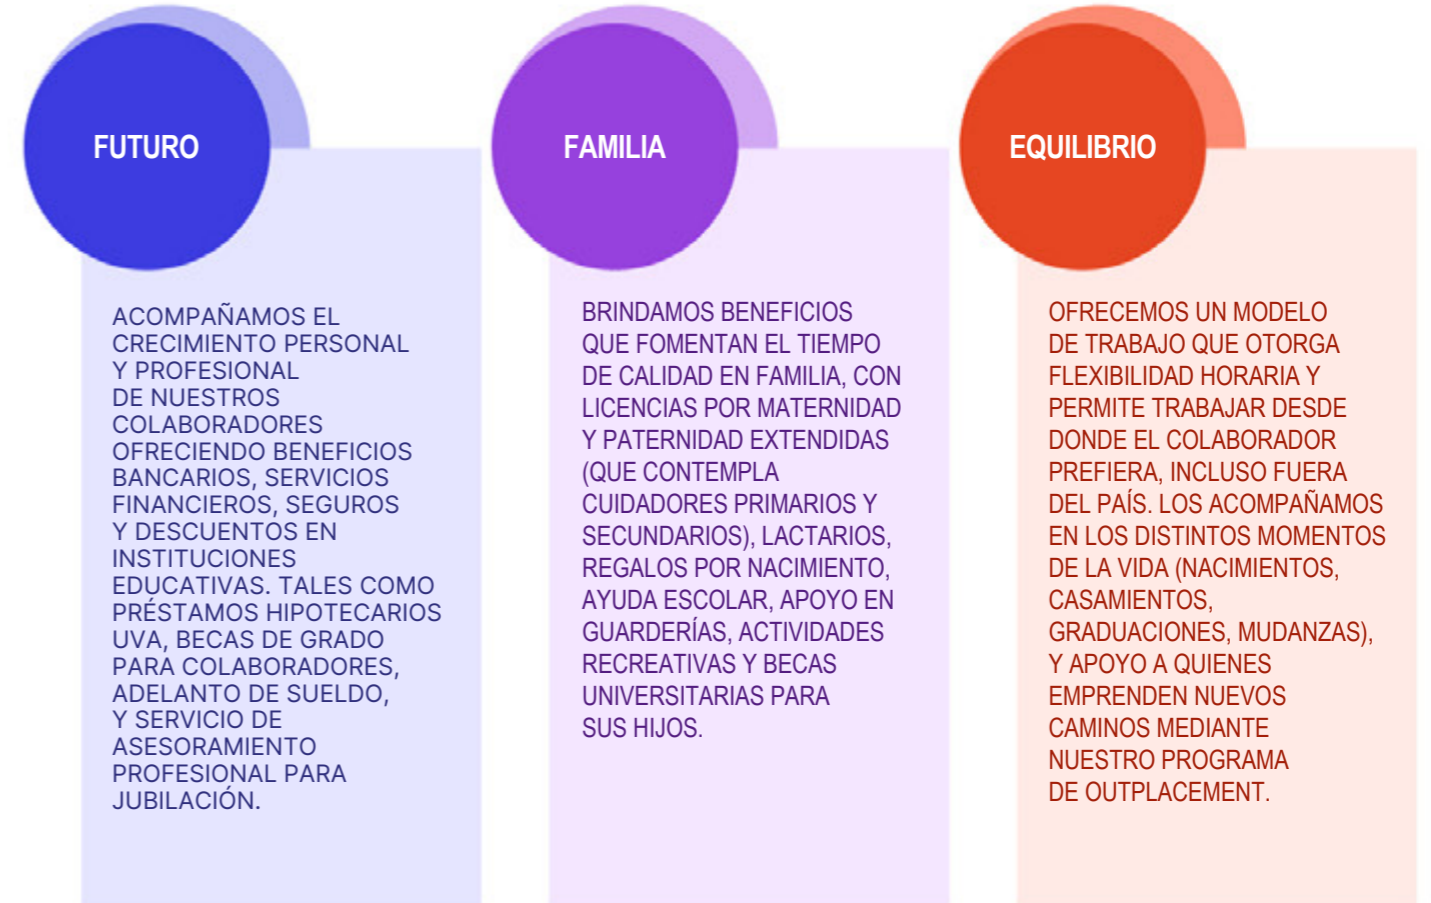 FUTURO
ACOMPAÑAMOS EL
CRECIMIENTO PERSONAL
Y PROFESIONAL
DE NUESTROS
COLABORADORES
OFRECIENDO BENEFICIOS
BANCARIOS, SERVICIOS
FINANCIEROS, SEGUROS
Y DESCUENTOS EN
INSTITUCIONES
EDUCATIVAS. TALES COMO
PRÉSTAMOS HIPOTECARIOS
UVA, BECAS DE GRADO
PARA COLABORADORES,
ADELANTO DE SUELDO,
Y SERVICIO DE
ASESORAMIENTO
PROFESIONAL PARA
JUBILACIÓN.
FAMILIA
BRINDAMOS BENEFICIOS
QUE FOMENTAN EL TIEMPO
DE CALIDAD EN FAMILIA, CON
LICENCIAS POR MATERNIDAD
Y PATERNIDAD EXTENDIDAS
(QUE CONTEMPLA
CUIDADORES PRIMARIOS Y
SECUNDARIOS), LACTARIOS,
REGALOS POR NACIMIENTO,
AYUDA ESCOLAR, APOYO EN
GUARDERÍAS, ACTIVIDADES
RECREATIVAS Y BECAS
UNIVERSITARIAS PARA
SUS HIJOS.
EQUILIBRIO
OFRECEMOS UN MODELO
DE TRABAJO QUE OTORGA
FLEXIBILIDAD HORARIA Y
PERMITE TRABAJAR DESDE
DONDE EL COLABORADOR
PREFIERA, INCLUSO FUERA
DEL PAÍS. LOS ACOMPAÑAMOS
EN LOS DISTINTOS MOMENTOS
DE LA VIDA (NACIMIENTOS,
CASAMIENTOS,
GRADUACIONES, MUDANZAS),
Y APOYO A QUIENES
EMPRENDEN NUEVOS
CAMINOS MEDIANTE
NUESTRO PROGRAMA
DE OUTPLACEMENT.